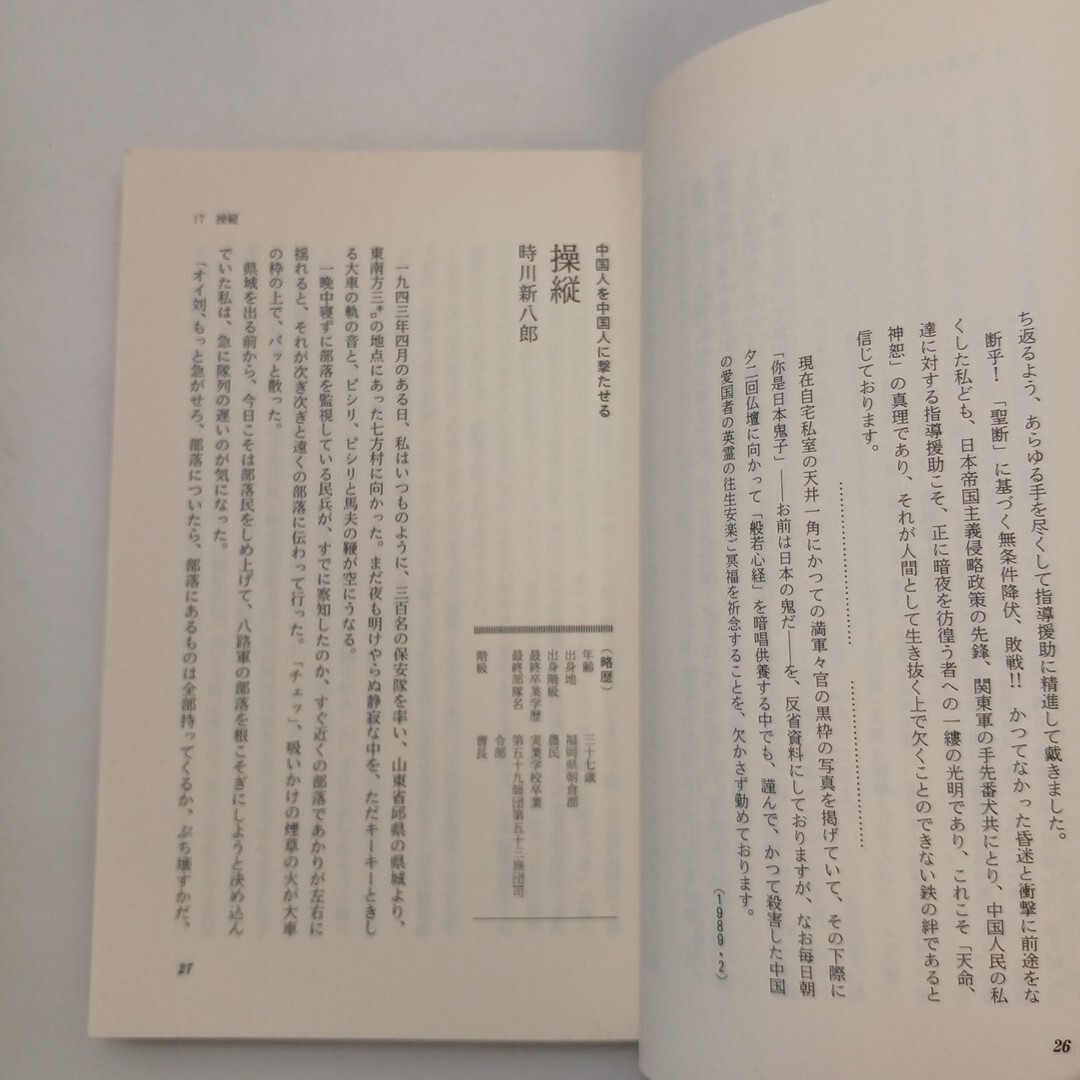 ち返るよう、あらゆる手を尽くして指導援助に精進して戴きました。
断乎！　「聖断」に基づく無条件降伏、敗戦!!　かつてなかった昏迷と衝撃に前途をな
くした私ども、日本帝国主義侵略政策の先鋒、関東軍の手先番犬共にとり、中国人民の私
達に対する指導援助こそ、正に暗夜を彷徨う者への一縷の光明であり、これこそ「天命、
神恕」の真理であり、それが人間として生き抜く上で欠くことのできない鉄の絆であると
信じております。
現在自宅私室の天井一角にかつての満軍々官の黒枠の写真を掲げていて、その下際に
「你是日本鬼子」――お前は日本の鬼だ――を、反省資料にしておりますが、なお毎日朝
夕二回仏壇に向かって「般若心経」を暗唱供養する中でも、謹んで、かつて殺害した中国
の愛国者の英霊の往生安楽ご冥福を祈念することを、欠かさず勤めております。
（1989・2）
26
中国人を中国人に撃たせる
操縦
時川新八郎
（略歴）
年齢　三十七歳
出身地　福岡県朝倉郡
出身階級　農民
最終卒業学歴　実業学校卒業
最終部隊名　第五十九師団第五十三旅団司
令部
階級　曹長
一九四三年四月のある日、私はいつものように、三百名の保安隊を率い、山東省邱県の県城より、
東南方三㌔の地点にあった七方村に向かった。まだ夜も明けやらぬ静寂な中を、ただキーキーときし
る大車の軌の音と、ピシリ、ピシリと馬夫の鞭が空にうなる。
一晩中寝ずに部落を監視している民兵が、すでに察知したのか、すぐ近くの部落であかりが左右に
揺れると、それが次ぎ次ぎと遠くの部落に伝わって行った。「チェッ」、吸いかけの煙草の火が大車
の枠の上で、パッと散った。
県城を出る前から、今日こそは部落民をしめ上げて、八路軍の部落を根こそぎにしようと決め込ん
でいた私は、急に隊列の遅いのが気になった。
「オイ刘、もっと急がせろ、部落についたら、部落にあるものは全部持ってくるか、ぶち壊すかだ、
17　操縦
27